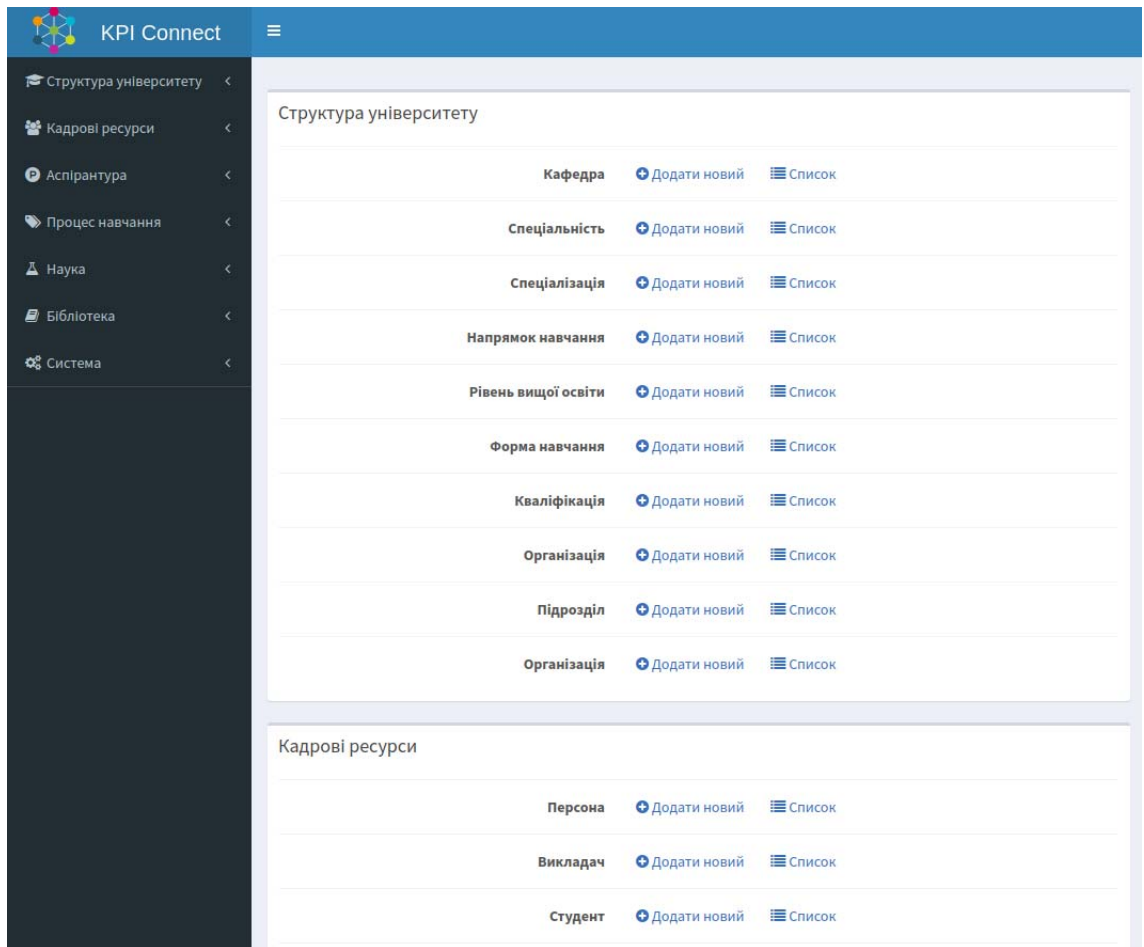 KPI Connect
Структура університету
Кадрові ресурси
Аспірантура
Процес навчання
Наука
Бібліотека
Система
Структура університету
Кафедра Додати новий Список
Спеціальність Додати новий Список
Спеціалізація Додати новий Список
Напрямок навчання Додати новий Список
Рівень вищої освіти Додати новий Список
Форма навчання Додати новий Список
Кваліфікація Додати новий Список
Організація Додати новий Список
Підрозділ Додати новий Список
Організація Додати новий Список
Кадрові ресурси
Персона Додати новий Список
Викладач Додати новий Список
Студент Додати новий Список